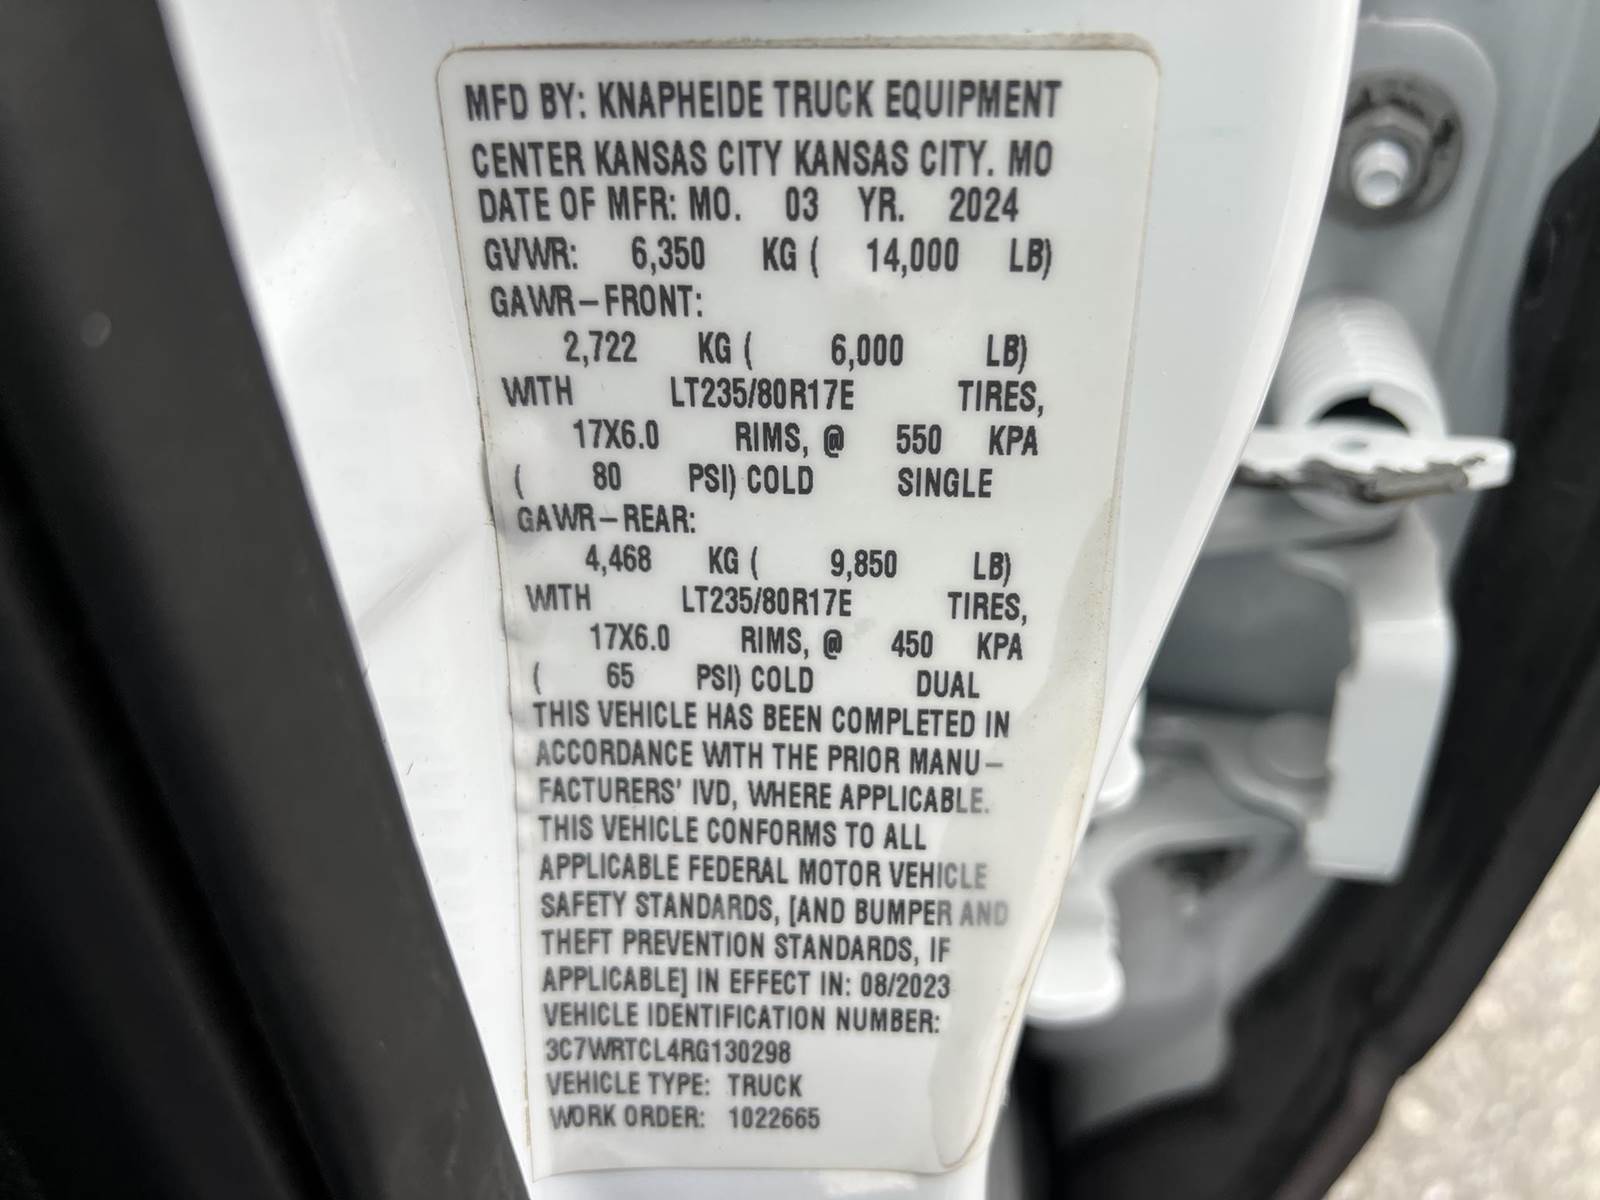 MFD BY: KNAPHEIDE TRUCK EQUIPMENT
CENTER KANSAS CITY KANSAS CITY. MO
DATE OF MFR: MO. 03 YR. 2024
GVWR: 6,350 KG ( 14,000 LB)
GAWR-FRONT:
2,722 KG ( 6,000 LB)
WITH LT235/80R17E TIRES,
17X6.0 RIMS, @ 550 KPA
( 80 PSI) COLD SINGLE
GAWR-REAR:
4,468 KG ( 9,850 LB)
WITH LT235/80R17E TIRES,
17X6.0 RIMS, @ 450 KPA
( 65 PSI) COLD DUAL
THIS VEHICLE HAS BEEN COMPLETED IN
ACCORDANCE WITH THE PRIOR MANU-
FACTURERS' IVD, WHERE APPLICABLE.
THIS VEHICLE CONFORMS TO ALL
APPLICABLE FEDERAL MOTOR VEHICLE
SAFETY STANDARDS, [AND BUMPER AND
THEFT PREVENTION STANDARDS, IF
APPLICABLE] IN EFFECT IN: 08/2023
VEHICLE IDENTIFICATION NUMBER:
3C7WRTCL4RG130298
VEHICLE TYPE: TRUCK
WORK ORDER: 1022665